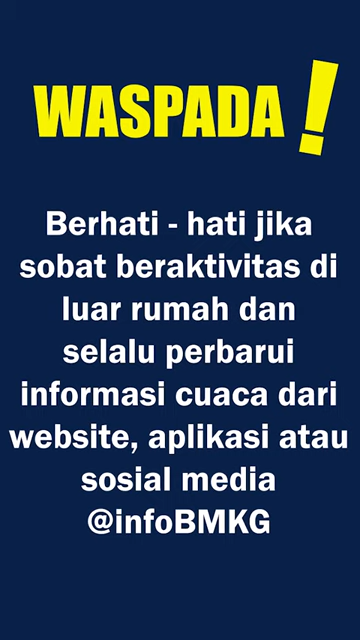 WASPADA!
Berhati - hati jika
sobat beraktivitas di
luar rumah dan
selalu perbarui
informasi cuaca dari
website, aplikasi atau
sosial media
@infoBMKG